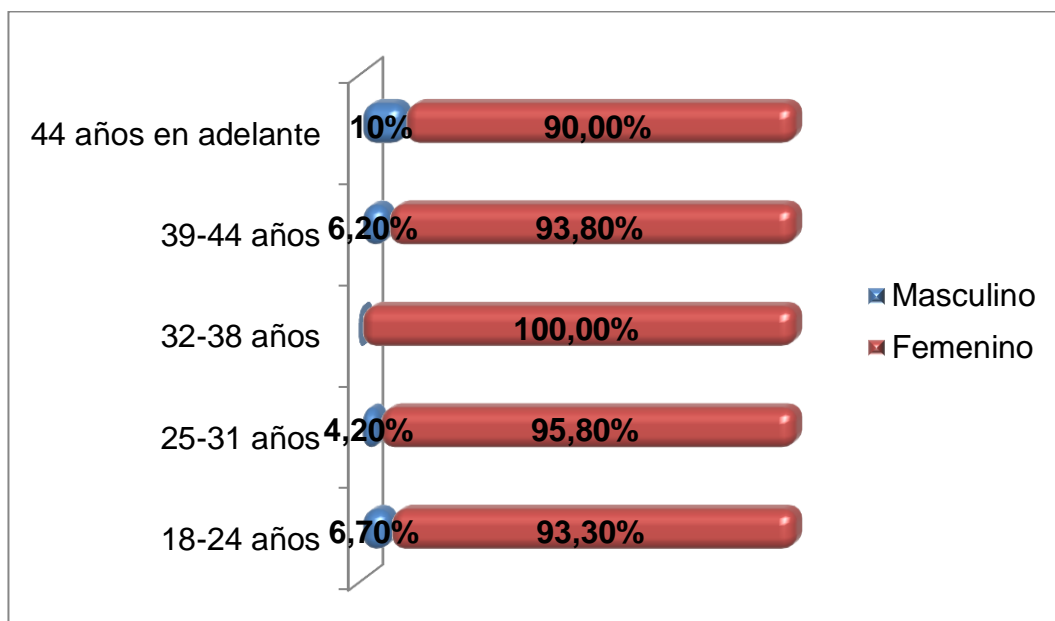 44 años en adelante 10% 90,00%
39-44 años 6,20% 93,80%
32-38 años 100,00%
25-31 años 4,20% 95,80%
18-24 años 6,70% 93,30%
Masculino
Femenino